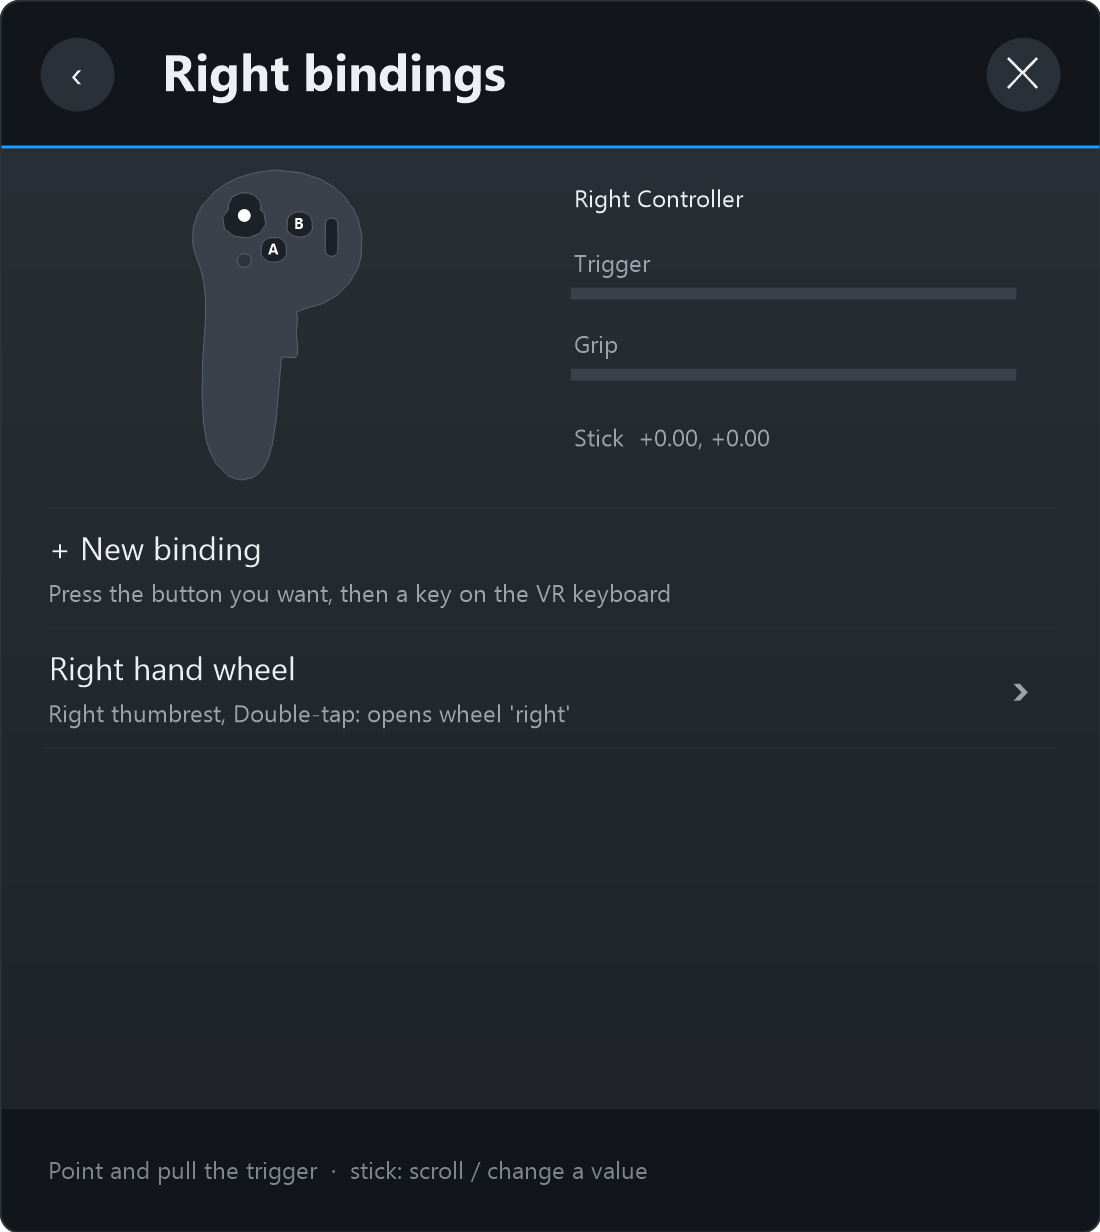 ‹ Right bindings
B
A
Right Controller
Trigger
Grip
Stick +0.00, +0.00
+ New binding
Press the button you want, then a key on the VR keyboard
Right hand wheel
Right thumbrest, Double-tap: opens wheel 'right'
Point and pull the trigger · stick: scroll / change a value